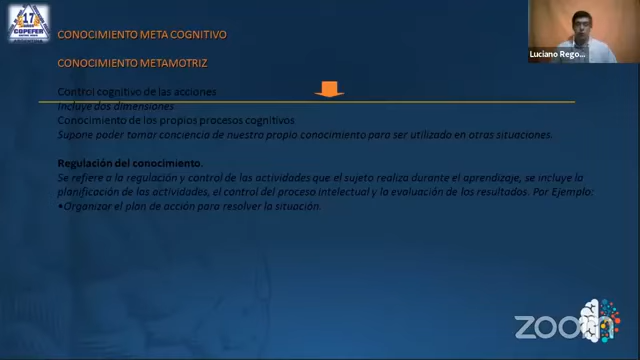 17
COPEFER
CONOCIMIENTO META COGNITIVO
Luciano Rego...
CONOCIMIENTO METAMOTRIZ
Control cognitivo de las acciones
Incluye dos dimensiones
Conocimiento de los propios procesos cognitivos
Supone poder tomar conciencia de nuestra propio conocimiento para ser utilizado en otras situaciones.
Regulación del conocimiento.
Se refiere a la regulación y control de las actividades que el sujeto realiza durante el aprendizaje, se incluye la
planificación de las actividades, el control del proceso intelectual y la evaluación de los resultados. Por Ejemplo:
•Organizar el plan de acción para resolver la situación.
zoom